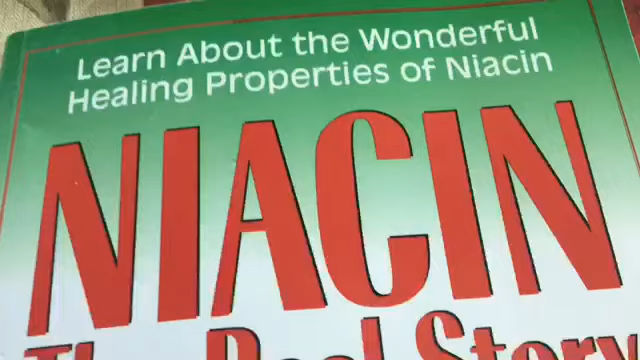 Learn About the Wonderful
Healing Properties of Niacin
NIACIN
The Real Story